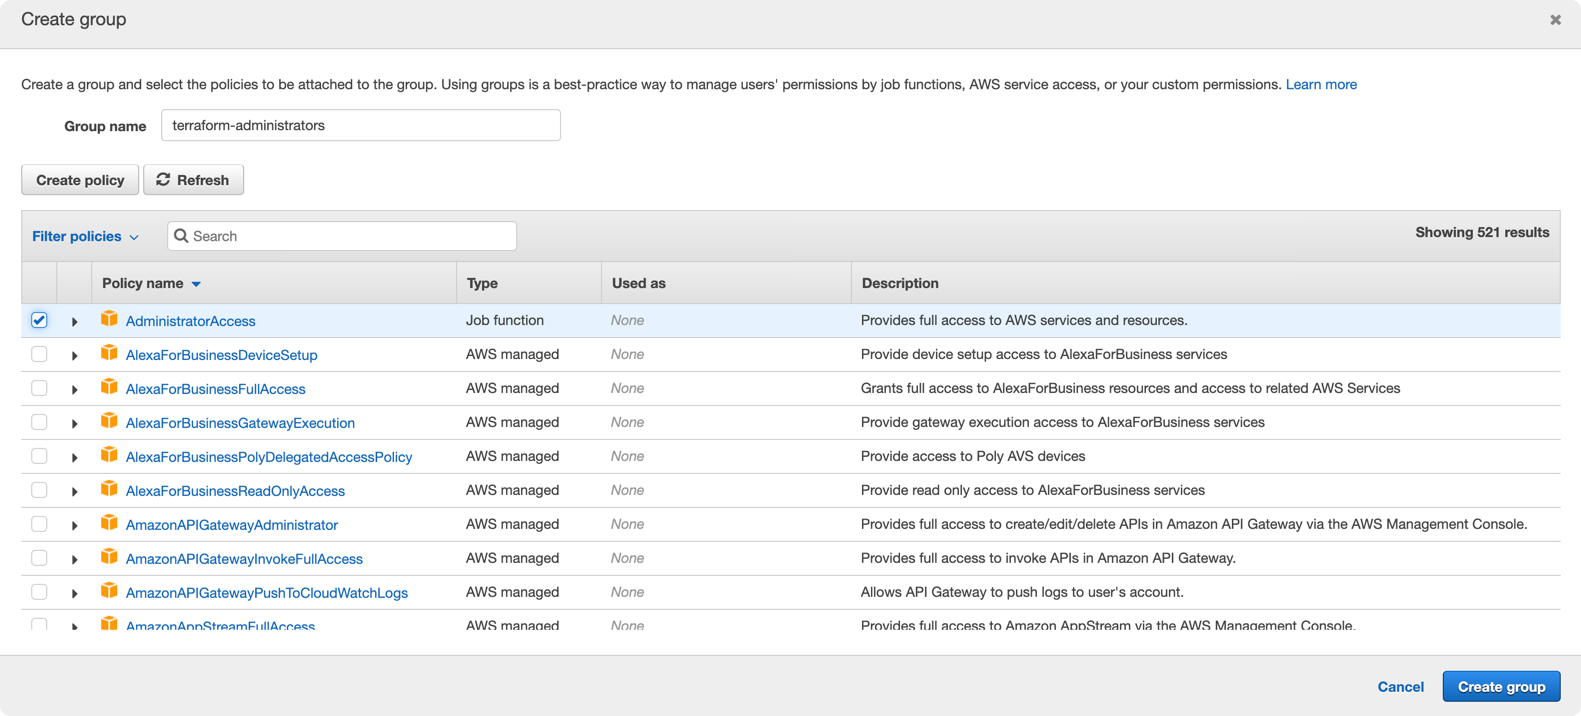 Create group
Create a group and select the policies to be attached to the group. Using groups is a best-practice way to manage users' permissions by job functions, AWS service access, or your custom permissions. Learn more
Group name terraform-administrators
Create policy Refresh
Filter policies Search Showing 521 results
Policy name Type Used as Description
AdministratorAccess Job function None Provides full access to AWS services and resources.
AlexaForBusinessDeviceSetup AWS managed None Provide device setup access to AlexaForBusiness services
AlexaForBusinessFullAccess AWS managed None Grants full access to AlexaForBusiness resources and access to related AWS Services
AlexaForBusinessGatewayExecution AWS managed None Provide gateway execution access to AlexaForBusiness services
AlexaForBusinessPolyDelegatedAccessPolicy AWS managed None Provide access to Poly AVS devices
AlexaForBusinessReadOnlyAccess AWS managed None Provide read only access to AlexaForBusiness services
AmazonAPIGatewayAdministrator AWS managed None Provides full access to create/edit/delete APIs in Amazon API Gateway via the AWS Management Console.
AmazonAPIGatewayInvokeFullAccess AWS managed None Provides full access to invoke APIs in Amazon API Gateway.
AmazonAPIGatewayPushToCloudWatchLogs AWS managed None Allows API Gateway to push logs to user's account.
AmazonAppStreamFullAccess AWS managed None Provides full access to Amazon AppStream via the AWS Management Console.
Cancel Create group